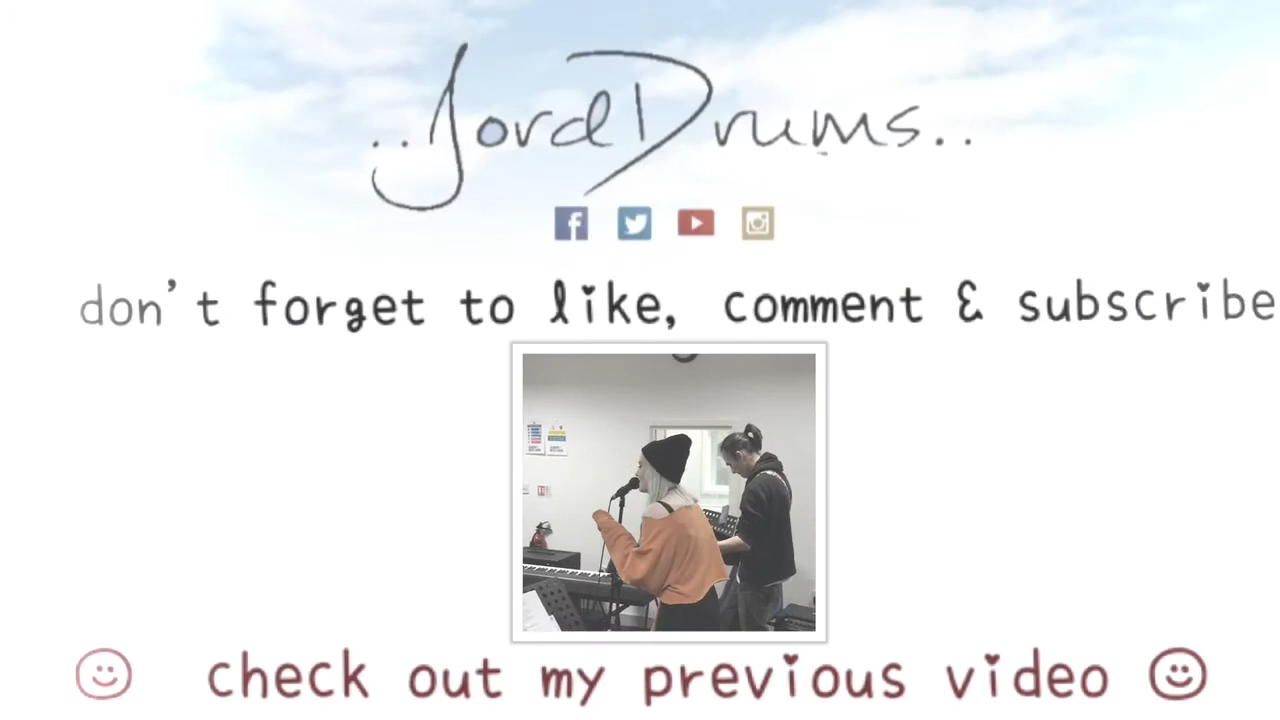 ..JordDrums..
don't forget to like, comment & subscribe
check out my previous video